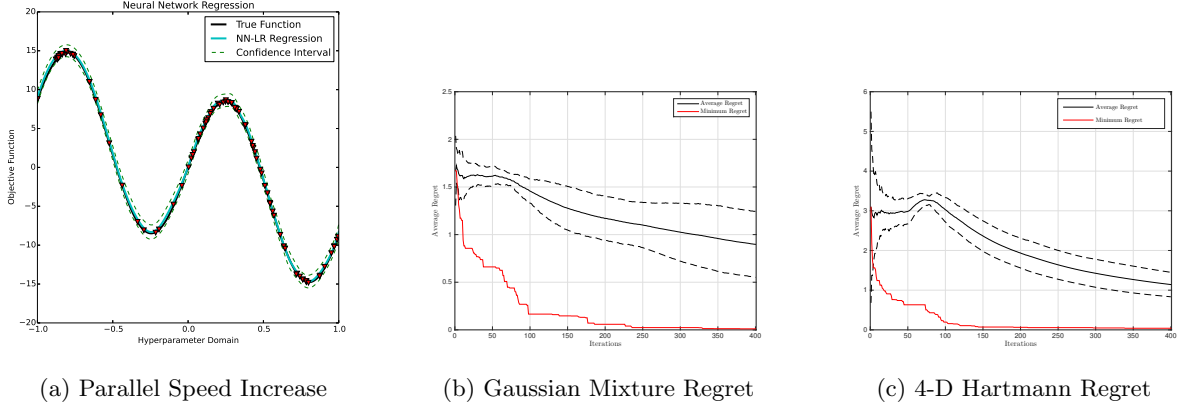 Neural Network Regression
True Function
NN-LR Regression
Confidence Interval
Objective Function
20
15
10
5
0
−5
−10
−15
−20
−1.0 −0.5 0.0 0.5 1.0
Hyperparameter Domain
(a) Parallel Speed Increase
Average Regret
Minimum Regret
Average Regret
2.5
2
1.5
1
0.5
0
0 50 100 150 200 250 300 350 400
Iterations
(b) Gaussian Mixture Regret
Average Regret
Minimum Regret
Average Regret
6
5
4
3
2
1
0
0 50 100 150 200 250 300 350 400
Iterations
(c) 4-D Hartmann Regret